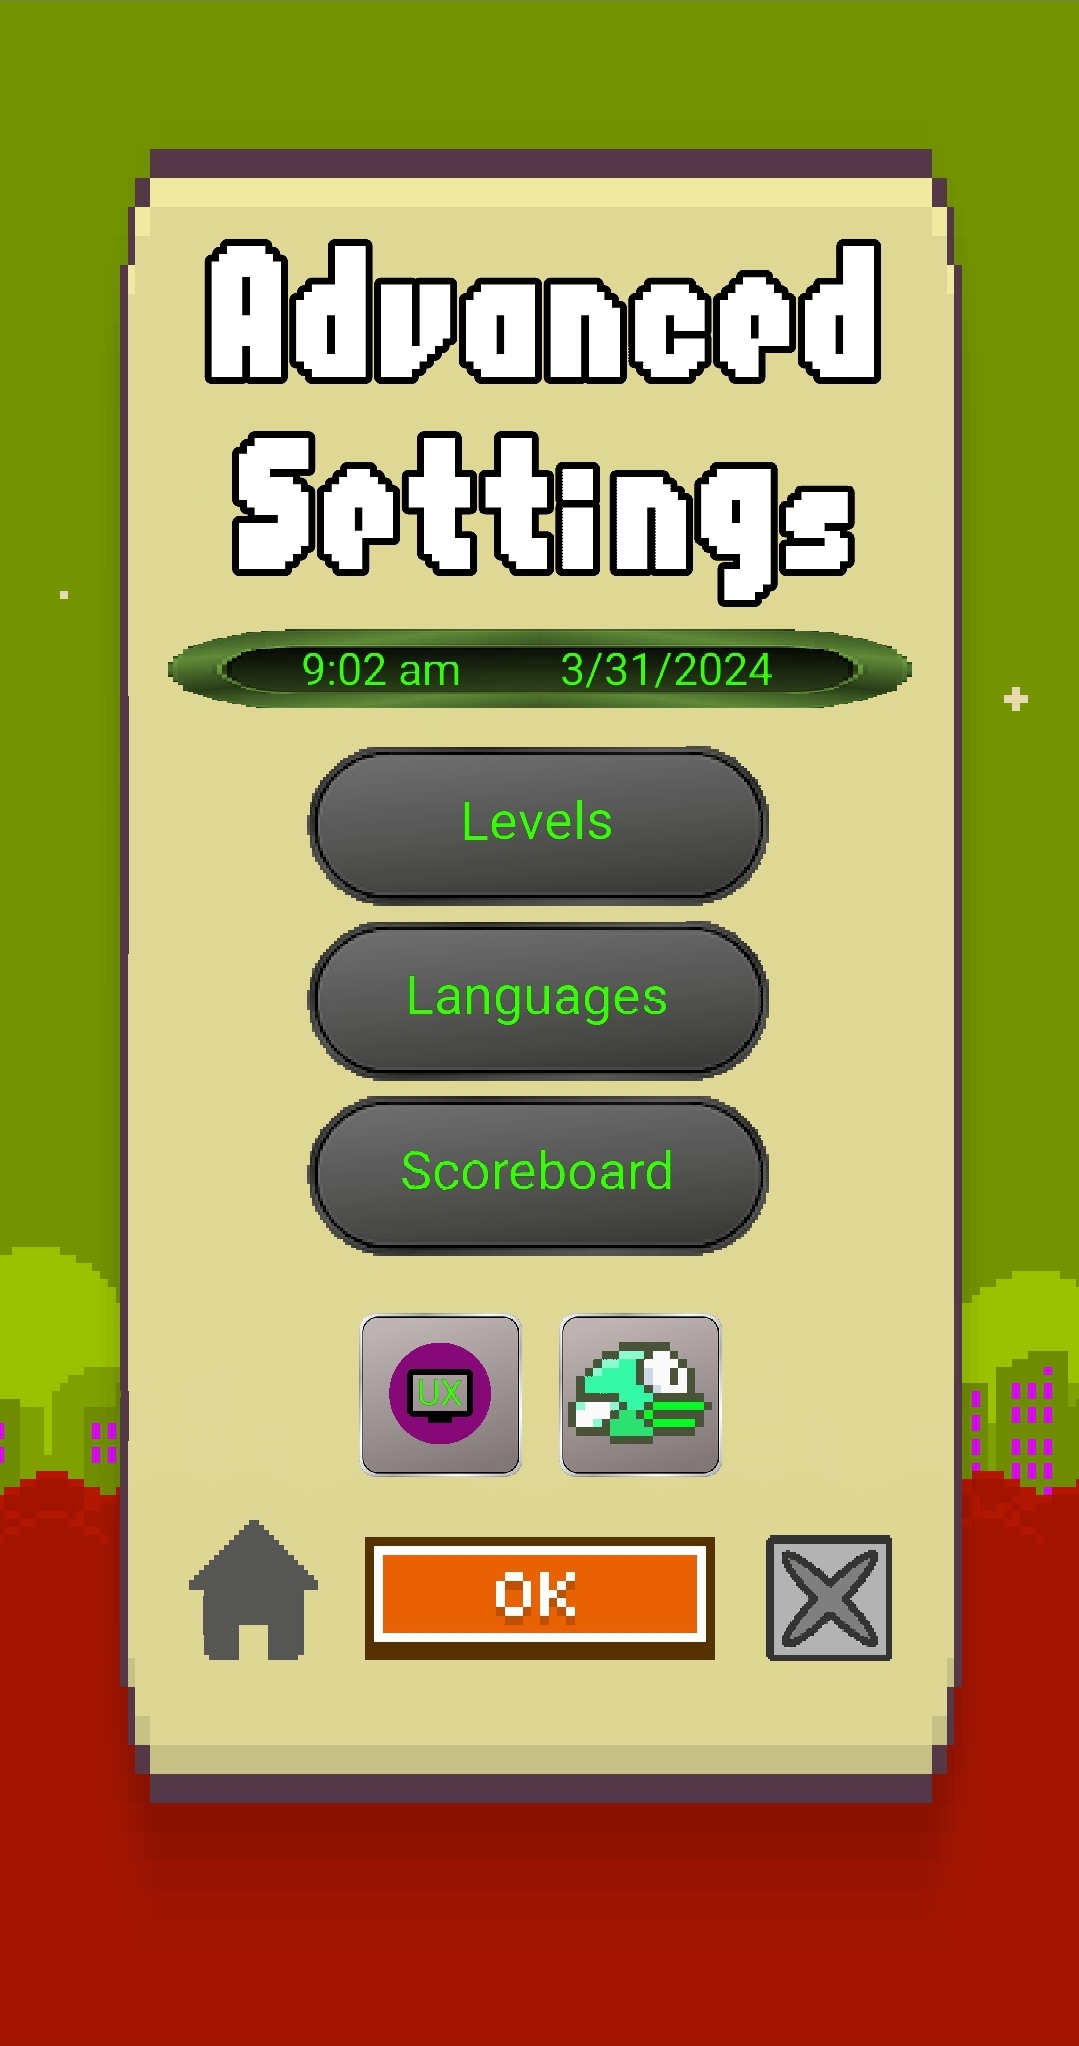 Advanced
Settings
9:02 am 3/31/2024
Levels
Languages
Scoreboard
UX
OK